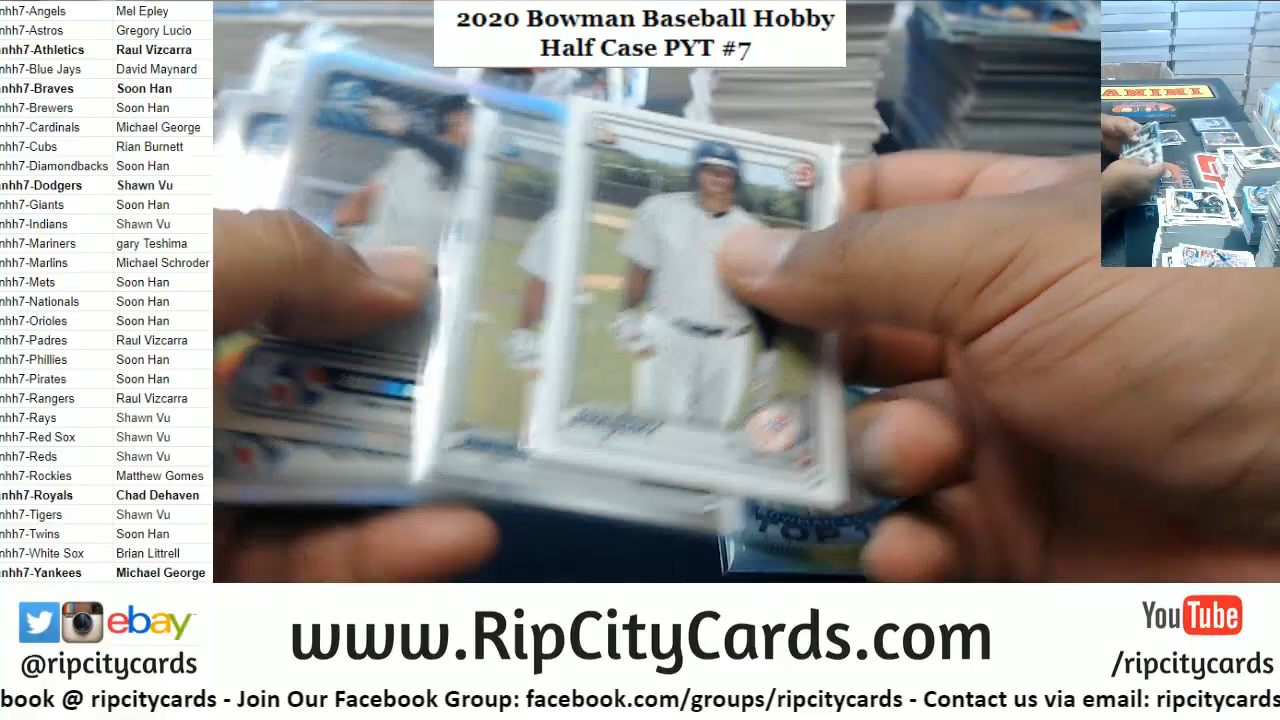 nhh7-Angels Mel Epley
nhh7-Astros Gregory Lucio
nhh7-Athletics Raul Vizcarra
nhh7-Blue Jays David Maynard
nhh7-Braves Soon Han
nhh7-Brewers Soon Han
nhh7-Cardinals Michael George
nhh7-Cubs Rian Burnett
nhh7-Diamondbacks Soon Han
nhh7-Dodgers Shawn Vu
nhh7-Giants Soon Han
nhh7-Indians Shawn Vu
nhh7-Mariners gary Teshima
nhh7-Marlins Michael Schroder
nhh7-Mets Soon Han
nhh7-Nationals Soon Han
nhh7-Orioles Soon Han
nhh7-Padres Raul Vizcarra
nhh7-Phillies Soon Han
nhh7-Pirates Soon Han
nhh7-Rangers Raul Vizcarra
nhh7-Rays Shawn Vu
nhh7-Red Sox Shawn Vu
nhh7-Reds Shawn Vu
nhh7-Rockies Matthew Gomes
nhh7-Royals Chad Dehaven
nhh7-Tigers Shawn Vu
nhh7-Twins Soon Han
nhh7-White Sox Brian Littrell
nhh7-Yankees Michael George
2020 Bowman Baseball Hobby
Half Case PYT #7
PANINI
TOP
ebay
@ripcitycards
www.RipCityCards.com
YouTube
/ripcitycards
book @ ripcitycards - Join Our Facebook Group: facebook.com/groups/ripcitycards - Contact us via email: ripcitycards